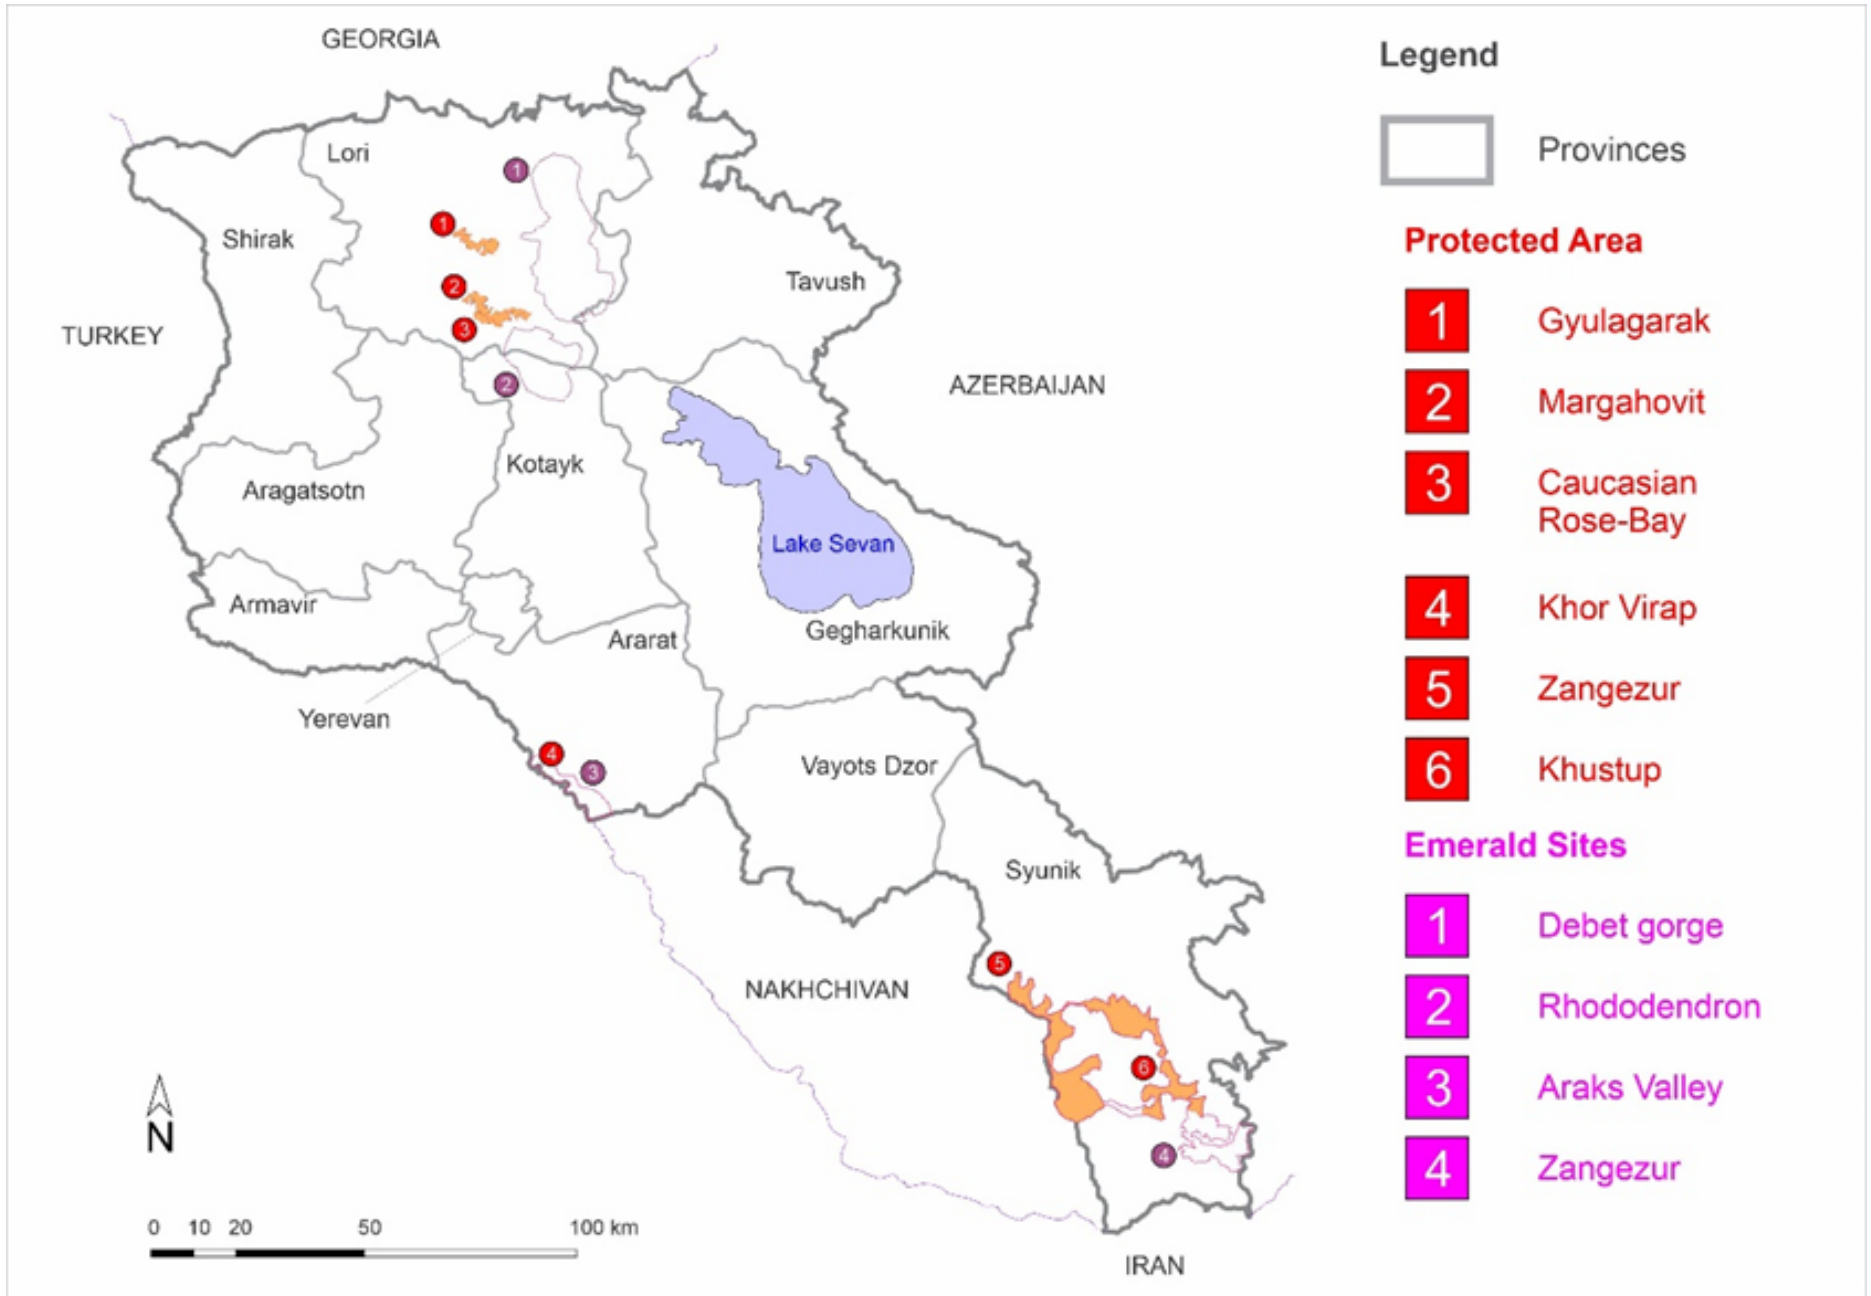 GEORGIA
Lori
1
1
Shirak
2
Tavush
TURKEY
3
AZERBAIJAN
2
Kotayk
Aragatsotn
Lake Sevan
Armavir
Gegharkunik
Ararat
Yerevan
4
3
Vayots Dzor
Syunik
5
NAKHCHIVAN
6
4
N
0 10 20 50 100 km
IRAN
Legend
Provinces
Protected Area
1 Gyulagarak
2 Margahovit
3 Caucasian
Rose-Bay
4 Khor Virap
5 Zangezur
6 Khustup
Emerald Sites
1 Debet gorge
2 Rhododendron
3 Araks Valley
4 Zangezur